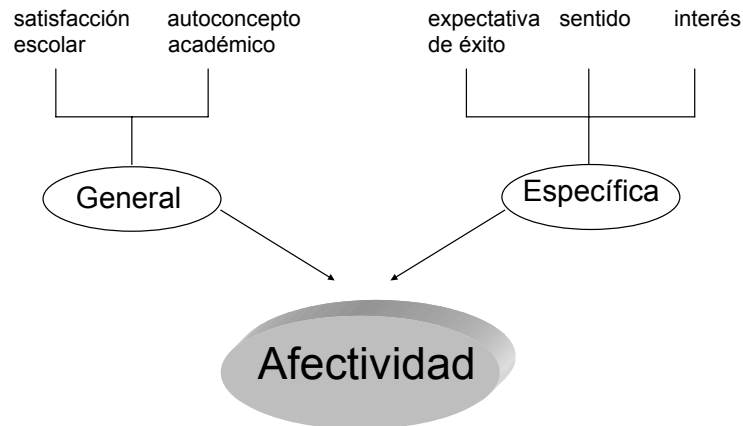 satisfacción escolar
autoconcepto académico
expectativa de éxito
sentido
interés
General
Específica
Afectividad